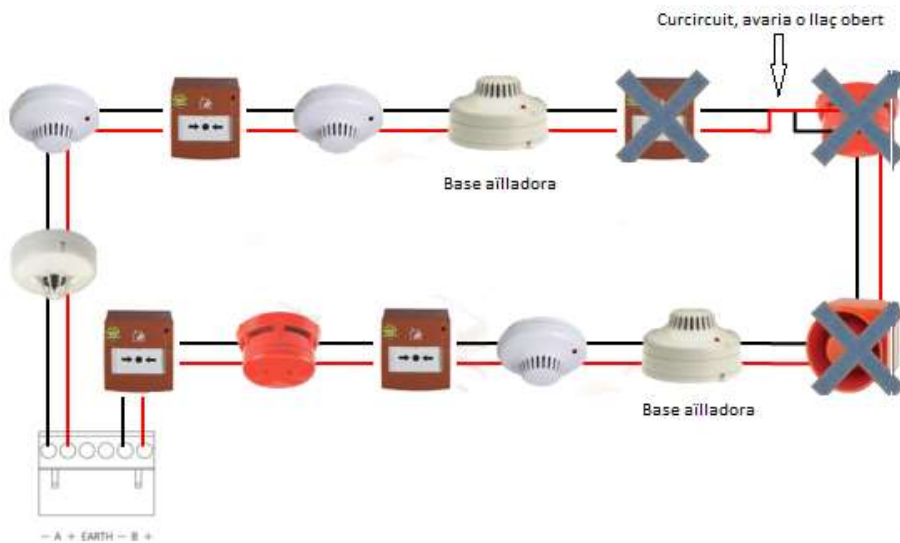 Curcircuit, avaria o llaç obert
Base aïlladora
Base aïlladora
— A + EARTH — B +